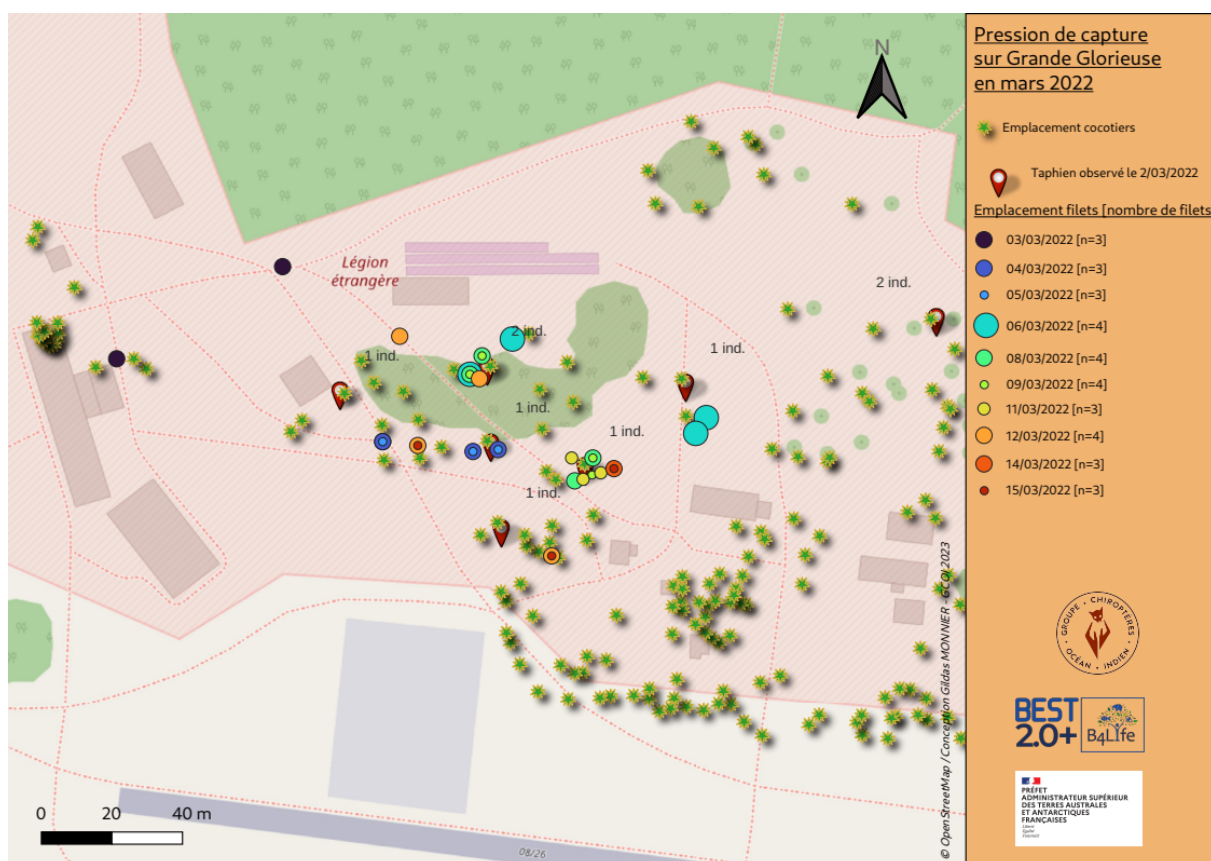 Pression de capture
sur Grande Glorieuse
en mars 2022
Emplacement cocotiers
Taphien observé le 2/03/2022
Emplacement filets [nombre de filets
03/03/2022 [n=3]
04/03/2022 [n=3]
05/03/2022 [n=3]
06/03/2022 [n=4]
08/03/2022 [n=4]
09/03/2022 [n=4]
11/03/2022 [n=3]
12/03/2022 [n=4]
14/03/2022 [n=3]
15/03/2022 [n=3]
N
Légion
étrangère
2 ind.
2 ind.
1 ind.
1 ind.
1 ind.
1 ind.
1 ind.
0 20 40 m
08/26
© OpenStreetMap / Conception Gildas MONNIER - GCOI 2023
GROUPE · CHIROPTÈRES
OCÉAN · INDIEN
BEST
2.0+
B4Life
PRÉFET
ADMINISTRATEUR SUPÉRIEUR
DES TERRES AUSTRALES
ET ANTARCTIQUES
FRANÇAISES
Liberté
Égalité
Fraternité